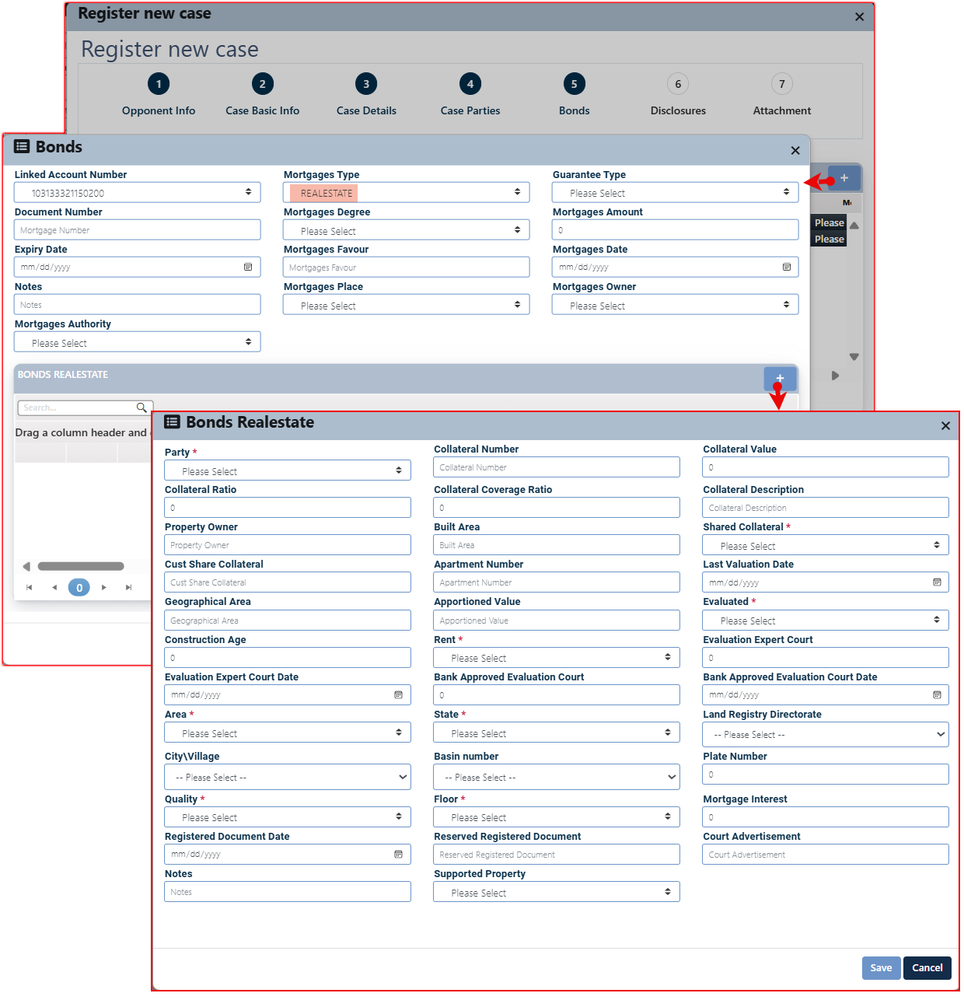 Register new case
Register new case
1 2 3 4 5 6 7
Opponent Info Case Basic Info Case Details Case Parties Bonds Disclosures Attachment
Bonds
Linked Account Number Mortgages Type Guarantee Type
103133321150200 REALESTATE Please Select
Document Number Mortgages Degree Mortgages Amount
Mortgage Number Please Select 0
Expiry Date Mortgages Favour Mortgages Date
mm/dd/yyyy Mortgages Favour mm/dd/yyyy
Notes Mortgages Place Mortgages Owner
Notes Please Select Please Select
Mortgages Authority
Please Select
+
Please
Please
BONDS REALESTATE
+
Search...
Drag a column header and
0
Bonds Realestate
Party * Collateral Number Collateral Value
Please Select Collateral Number 0
Collateral Ratio Collateral Coverage Ratio Collateral Description
0 0 Collateral Description
Property Owner Built Area Shared Collateral *
Property Owner Built Area Please Select
Cust Share Collateral Apartment Number Last Valuation Date
Cust Share Collateral Apartment Number mm/dd/yyyy
Geographical Area Apportioned Value Evaluated *
Geographical Area Apportioned Value Please Select
Construction Age Rent * Evaluation Expert Court
0 Please Select 0
Evaluation Expert Court Date Bank Approved Evaluation Court Bank Approved Evaluation Court Date
mm/dd/yyyy 0 mm/dd/yyyy
Area * State * Land Registry Directorate
Please Select Please Select -- Please Select --
City\Village Basin number Plate Number
-- Please Select -- -- Please Select -- 0
Quality * Floor * Mortgage Interest
Please Select Please Select 0
Registered Document Date Reserved Registered Document Court Advertisement
mm/dd/yyyy Reserved Registered Document Court Advertisement
Notes Supported Property
Notes Please Select
Save Cancel